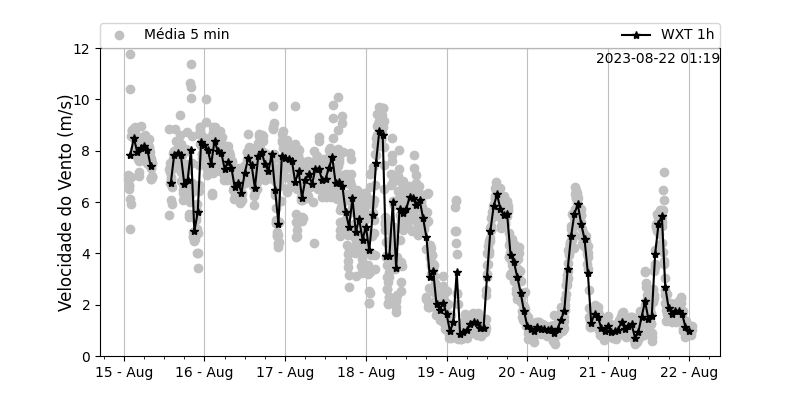 Média 5 min
WXT 1h
2023-08-22 01:19
Velocidade do Vento (m/s)
12
10
8
6
4
2
0
15 - Aug
16 - Aug
17 - Aug
18 - Aug
19 - Aug
20 - Aug
21 - Aug
22 - Aug